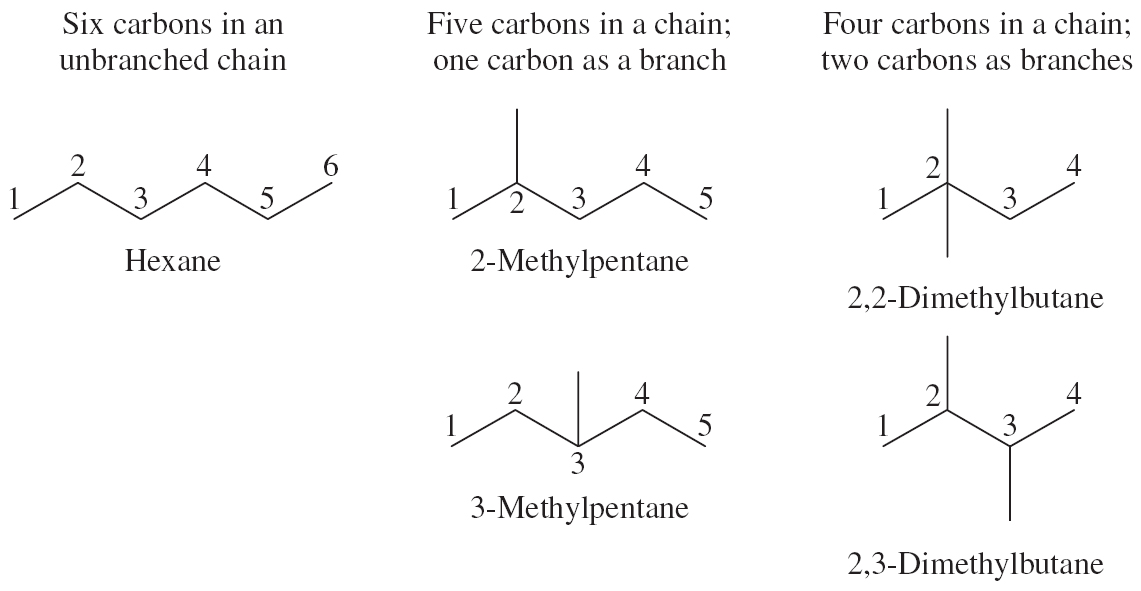 Six carbons in an
unbranched chain
1 2 3 4 5 6
Hexane
Five carbons in a chain;
one carbon as a branch
1 2 3 4 5
2-Methylpentane
1 2 3 4 5
3-Methylpentane
Four carbons in a chain;
two carbons as branches
1 2 3 4
2,2-Dimethylbutane
1 2 3 4
2,3-Dimethylbutane